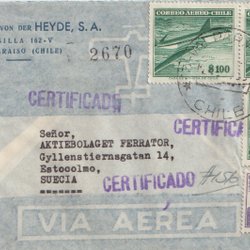 VON DER HEYDE, S. A.
SILLA 162-V
PARAISO (CHILE)
2670
CORREO AEREO-CHILE
$100
CHILE
CERTIFICADO
CERTIFICA
Señor,
AKTIEBOLAGET FERRATOR,
Gyllenstiernsgatan 14,
Estocolmo,
SUECIA
CERTIFICADO
VIA AEREA